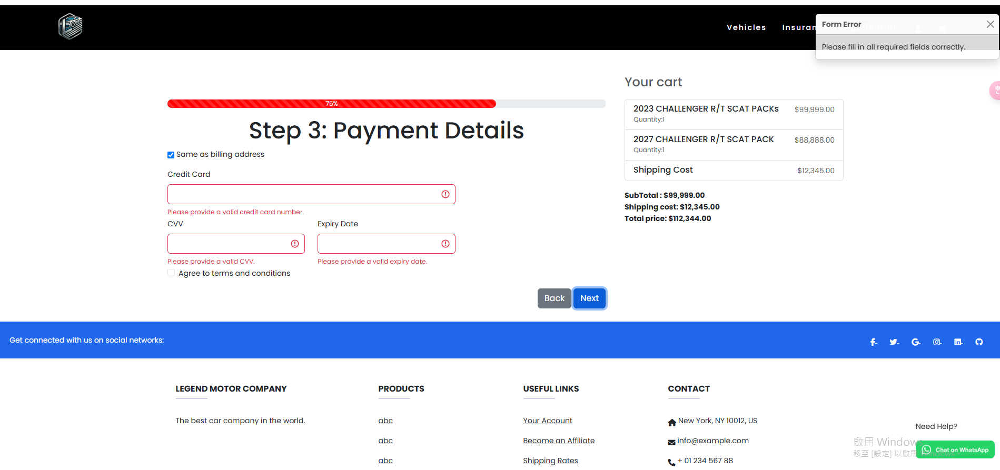 Vehicles
Form Error
Please fill in all required fields correctly.
75%
Step 3: Payment Details
Same as billing address
Credit Card
Please provide a valid credit card number.
CVV
Expiry Date
Please provide a valid CVV.
Please provide a valid expiry date.
Agree to terms and conditions
Back
Next
Your cart
2023 CHALLENGER R/T SCAT PACKs
$99,999.00
Quantity:1
2027 CHALLENGER R/T SCAT PACK
$88,888.00
Quantity:1
Shipping Cost
$12,345.00
SubTotal : $99,999.00
Shipping cost: $12,345.00
Total price: $112,344.00
Get connected with us on social networks:
LEGEND MOTOR COMPANY
The best car company in the world.
PRODUCTS
abc
abc
abc
USEFUL LINKS
Your Account
Become an Affiliate
Shipping Rates
CONTACT
New York, NY 10012, US
info@example.com
+ 01 234 567 88
Need Help?
啟用 Windows
移至 [設定] 以啟用 Windows。
Chat on WhatsApp